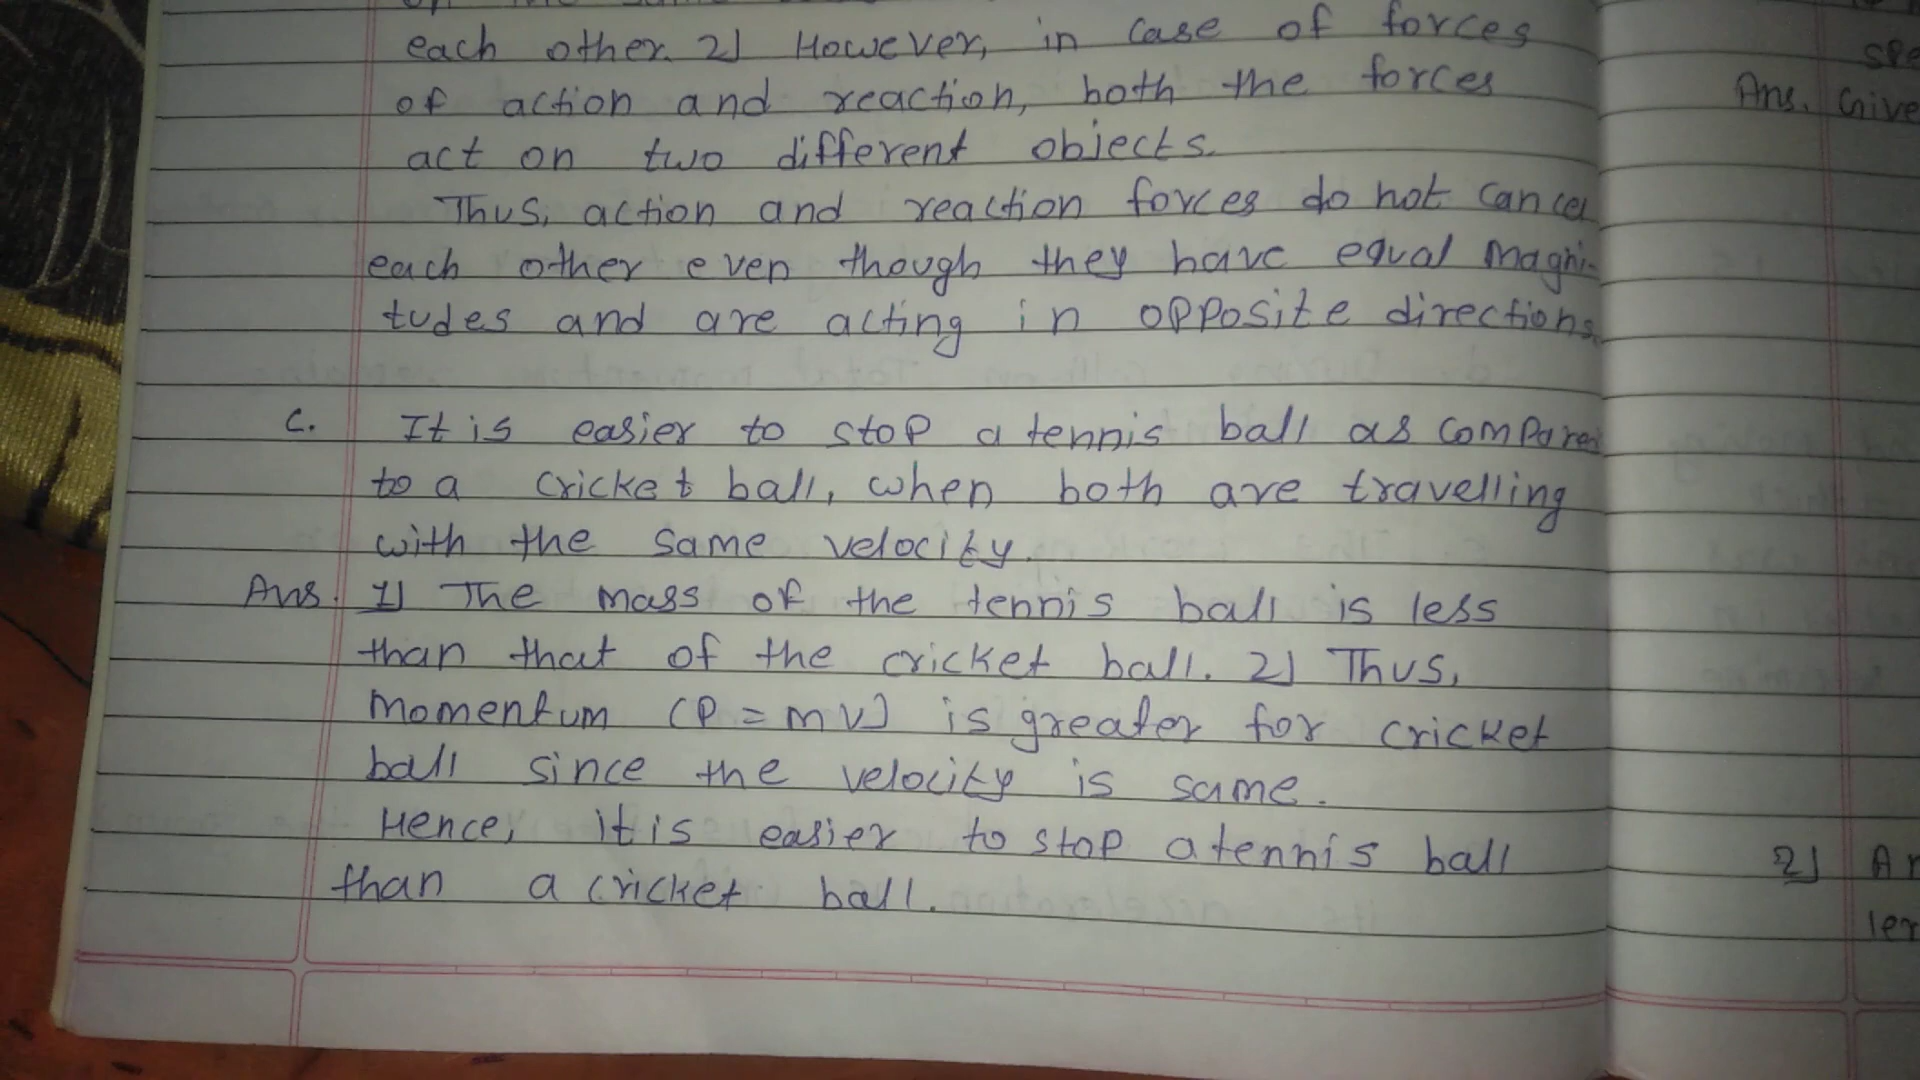 each other. 2) However, in case of forces
of action and reaction, both the forces
act on two different objects.
Thus, action and reaction forces do not cancel
each other even though they have equal magni-
tudes and are acting in opposite directions.
c. It is easier to stop a tennis ball as compared
to a cricket ball, when both are travelling
with the same velocity.
Ans. 1) The mass of the tennis ball is less
than that of the cricket ball. 2) Thus,
momentum (P = mv) is greater for cricket
ball since the velocity is same.
Hence, it is easier to stop a tennis ball
than a cricket ball.
spe
Ans. Give
2) Ar
ler